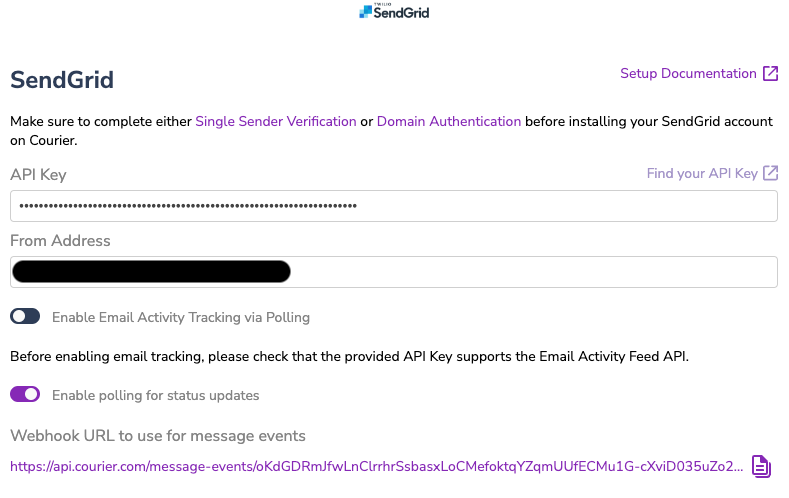 TWILIO
SendGrid
SendGrid
Setup Documentation
Make sure to complete either Single Sender Verification or Domain Authentication before installing your SendGrid account
on Courier.
API Key
Find your API Key
From Address
Enable Email Activity Tracking via Polling
Before enabling email tracking, please check that the provided API Key supports the Email Activity Feed API.
Enable polling for status updates
Webhook URL to use for message events
https://api.courier.com/message-events/oKdGDRmJfwLnClrrhrSsbasxLoCMefoktqYZqmUUfECMu1G-cXviD035uZo2...